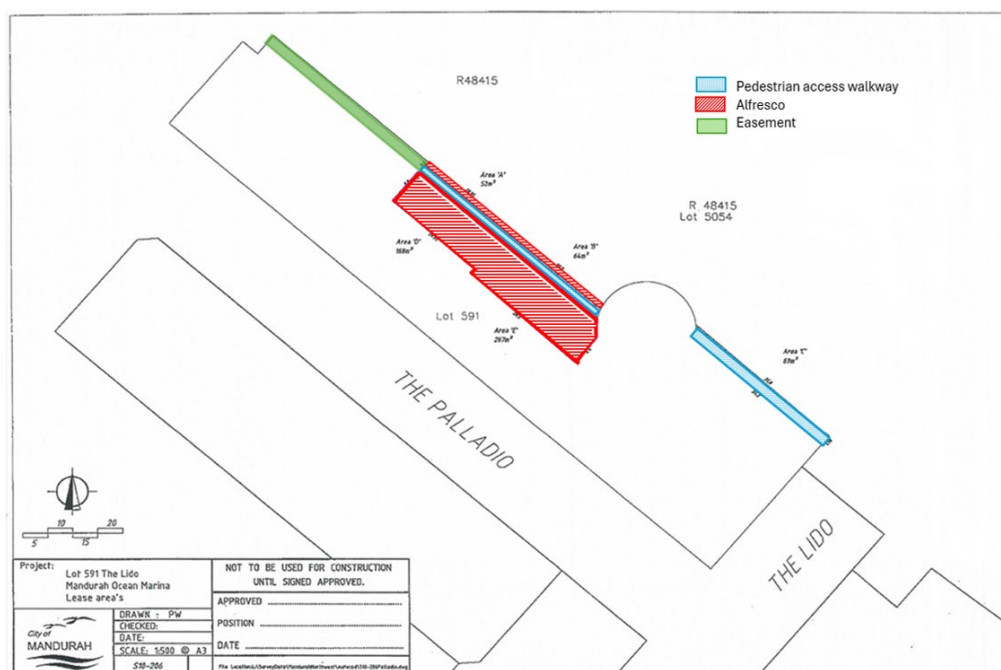 R48415
Pedestrian access walkway
Alfresco
Easement
Area 'A'
52m²
R 48415
Lot 5054
Area 'D'
168m²
Area 'B'
64m²
Lot 591
Area 'E'
267m²
Area 'C'
61m²
THE PALLADIO
THE LIDO
10 20
5 15
Project:
Lot 591 The Lido
Mandurah Ocean Marina
Lease area's
NOT TO BE USED FOR CONSTRUCTION
UNTIL SIGNED APPROVED.
APPROVED
POSITION
DATE
City of
MANDURAH
DRAWN : PW
CHECKED:
DATE:
SCALE: 1:500 @ A3
S10-206